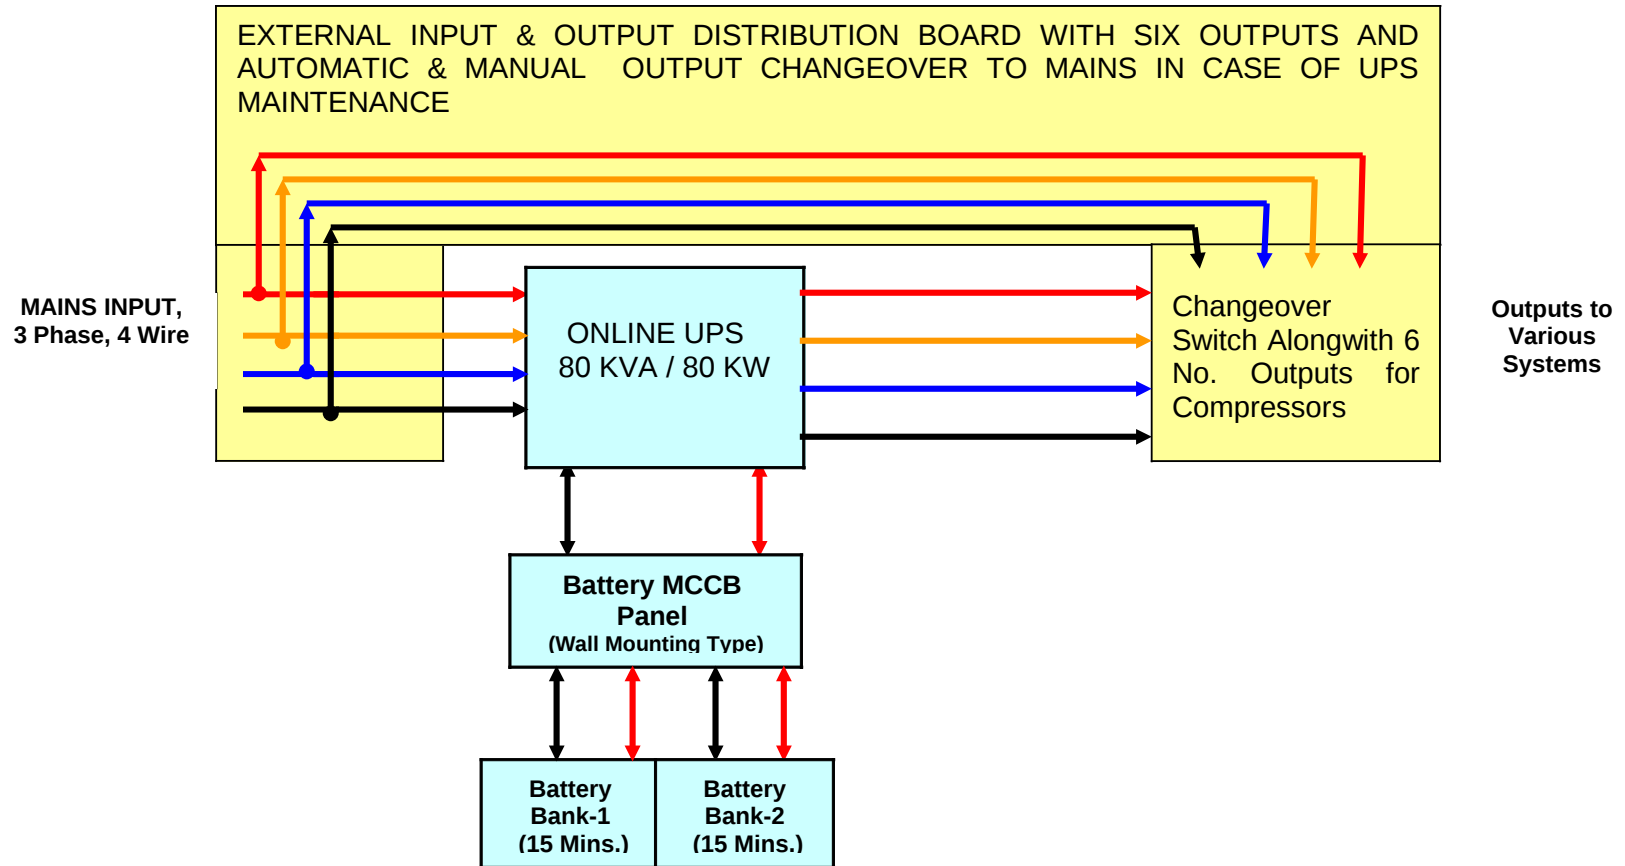 EXTERNAL INPUT & OUTPUT DISTRIBUTION BOARD WITH SIX OUTPUTS AND
AUTOMATIC & MANUAL OUTPUT CHANGEOVER TO MAINS IN CASE OF UPS
MAINTENANCE
MAINS INPUT,
3 Phase, 4 Wire
ONLINE UPS
80 KVA / 80 KW
Changeover
Switch Alongwith 6
No. Outputs for
Compressors
Outputs to
Various
Systems
Battery MCCB
Panel
(Wall Mounting Type)
Battery
Bank-1
(15 Mins.)
Battery
Bank-2
(15 Mins.)